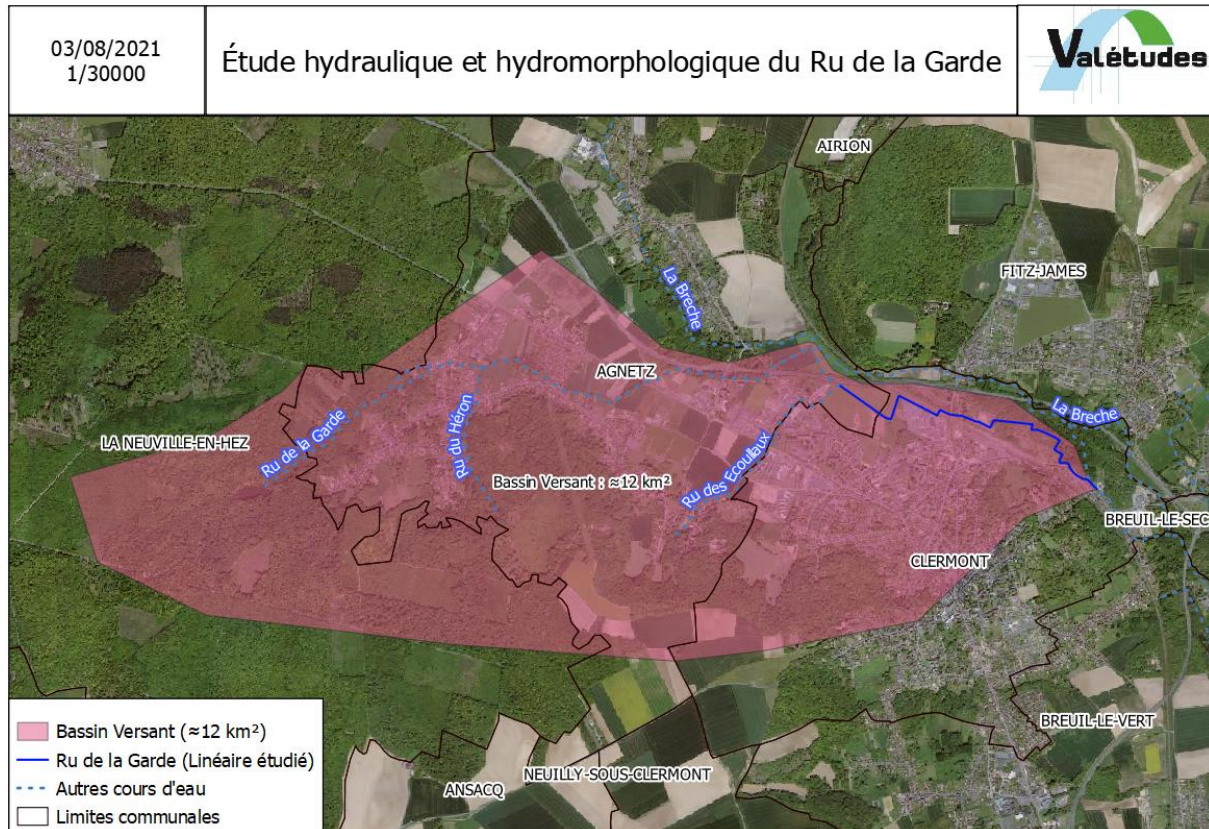 03/08/2021
1/30000
Étude hydraulique et hydromorphologique du Ru de la Garde
Valétudes
AIRION
FITZ-JAMES
La Breche
AGNETZ
La Breche
LA NEUVILLE-EN-HEZ
Ru de la Garde
Ru du Héron
Bassin Versant : ≈12 km²
Ru des Ecoullaux
BREUIL-LE-SEC
CLERMONT
BREUIL-LE-VERT
NEUILLY-SOUS-CLERMONT
ANSACQ
Bassin Versant (≈12 km²)
Ru de la Garde (Linéaire étudié)
Autres cours d'eau
Limites communales